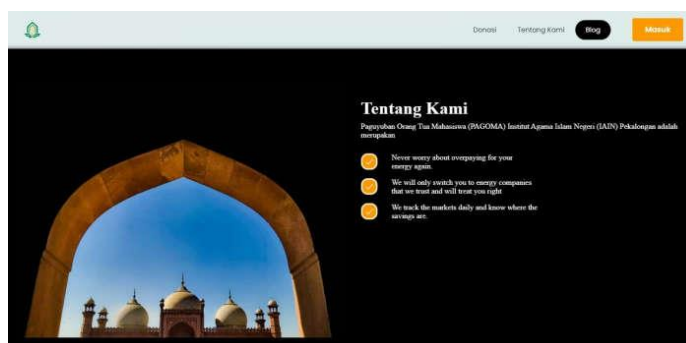 Donasi
Tentang Kami
Blog
Masuk
Tentang Kami
Paguyuban Orang Tua Mahasiswa (PAGOMA) Institut Agama Islam Negeri (IAIN) Pekalongan adalah
merupakan
Never worry about overpaying for your
energy again.
We will only switch you to energy companies
that we trust and will treat you right
We track the markets daily and know where the
savings are.